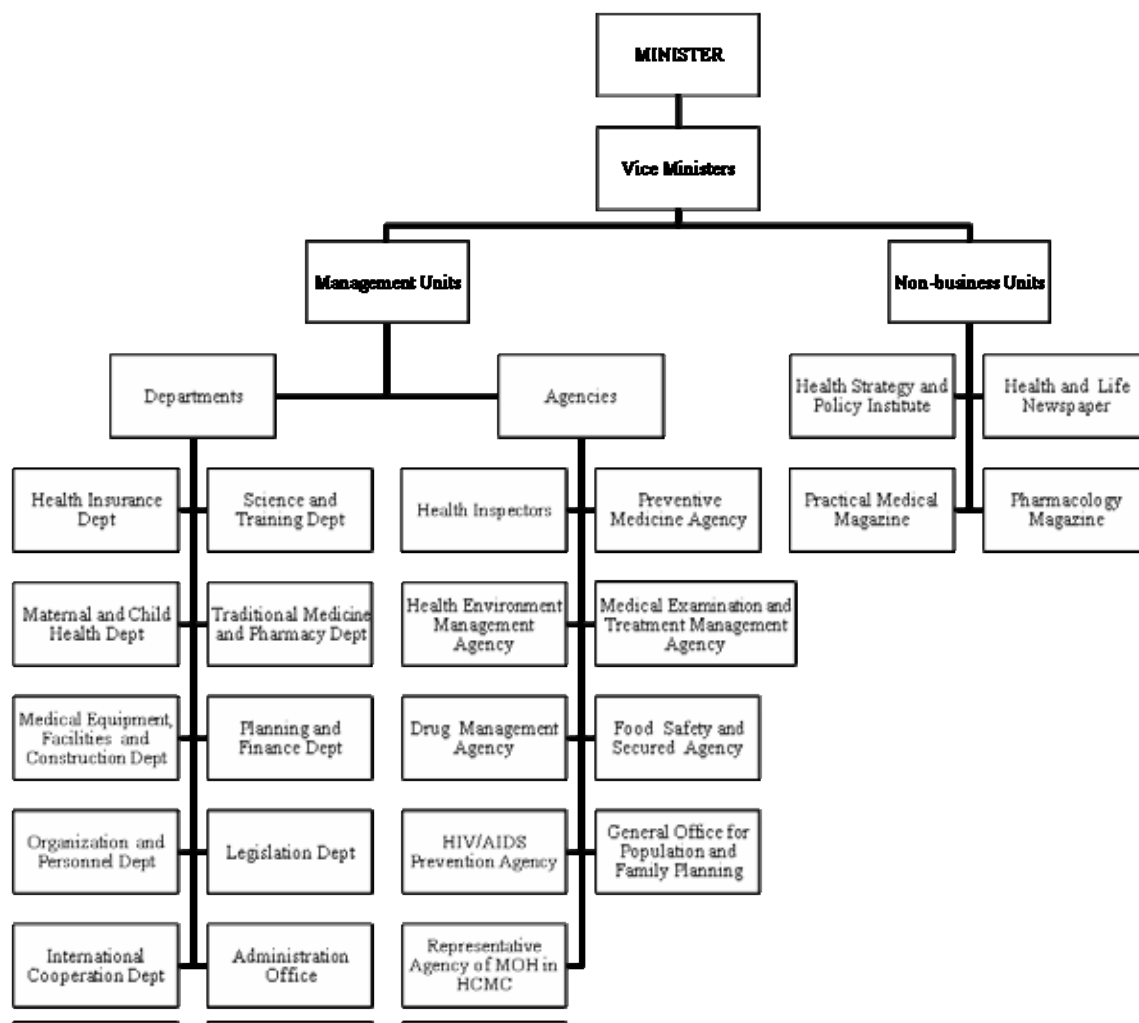 MINISTER
Vice Ministers
Management Units
Non-business Units
Departments
Agencies
Health Strategy and
Policy Institute
Health and Life
Newspaper
Health Insurance
Dept
Science and
Training Dept
Health Inspectors
Preventive
Medicine Agency
Practical Medical
Magazine
Pharmacology
Magazine
Maternal and Child
Health Dept
Traditional Medicine
and Pharmacy Dept
Health Environment
Management
Agency
Medical Examination and
Treatment Management
Agency
Medical Equipment,
Facilities and
Construction Dept
Planning and
Finance Dept
Drug Management
Agency
Food Safety and
Secured Agency
Organization and
Personnel Dept
Legislation Dept
HIV/AIDS
Prevention Agency
General Office for
Population and
Family Planning
International
Cooperation Dept
Administration
Office
Representative
Agency of MOH in
HCMC